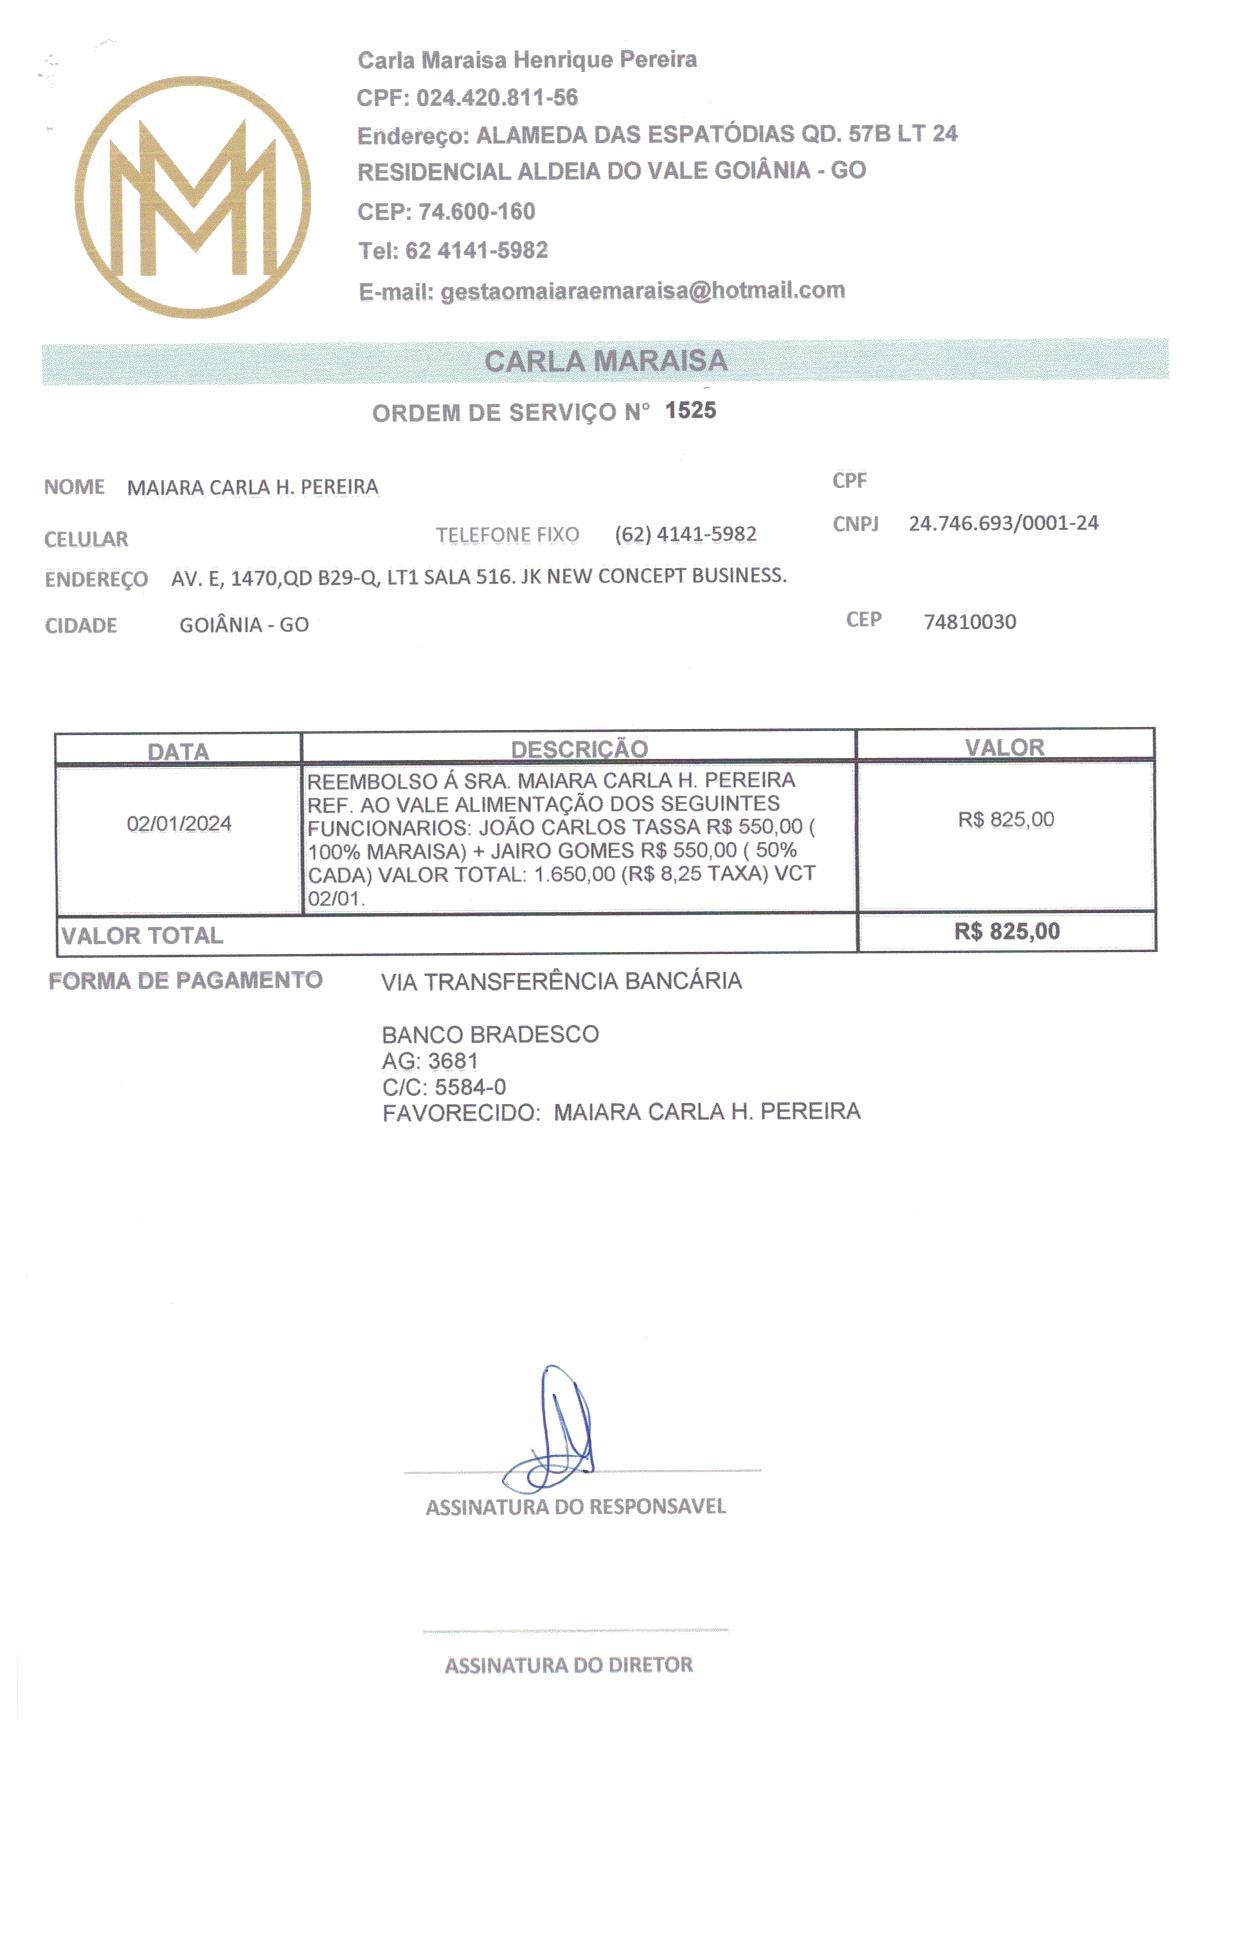 Carla Maraisa Henrique Pereira
CPF: 024.420.811-56
Endereço: ALAMEDA DAS ESPATÓDIAS QD. 57B LT 24
RESIDENCIAL ALDEIA DO VALE GOIÂNIA - GO
CEP: 74.600-160
Tel: 62 4141-5982
E-mail: gestaomaiaraemaraisa@hotmail.com
CARLA MARAISA
ORDEM DE SERVIÇO N° 1525
NOME MAIARA CARLA H. PEREIRA CPF
CELULAR TELEFONE FIXO (62) 4141-5982 CNPJ 24.746.693/0001-24
ENDEREÇO AV. E, 1470,QD B29-Q, LT1 SALA 516. JK NEW CONCEPT BUSINESS.
CIDADE GOIÂNIA - GO CEP 74810030
DATA DESCRIÇÃO VALOR
REEMBOLSO Á SRA. MAIARA CARLA H. PEREIRA
REF. AO VALE ALIMENTAÇÃO DOS SEGUINTES
02/01/2024 FUNCIONARIOS: JOÃO CARLOS TASSA R$ 550,00 ( R$ 825,00
100% MARAISA) + JAIRO GOMES R$ 550,00 ( 50%
CADA) VALOR TOTAL: 1.650,00 (R$ 8,25 TAXA) VCT
02/01.
VALOR TOTAL R$ 825,00
FORMA DE PAGAMENTO VIA TRANSFERÊNCIA BANCÁRIA
BANCO BRADESCO
AG: 3681
C/C: 5584-0
FAVORECIDO: MAIARA CARLA H. PEREIRA
ASSINATURA DO RESPONSAVEL
ASSINATURA DO DIRETOR